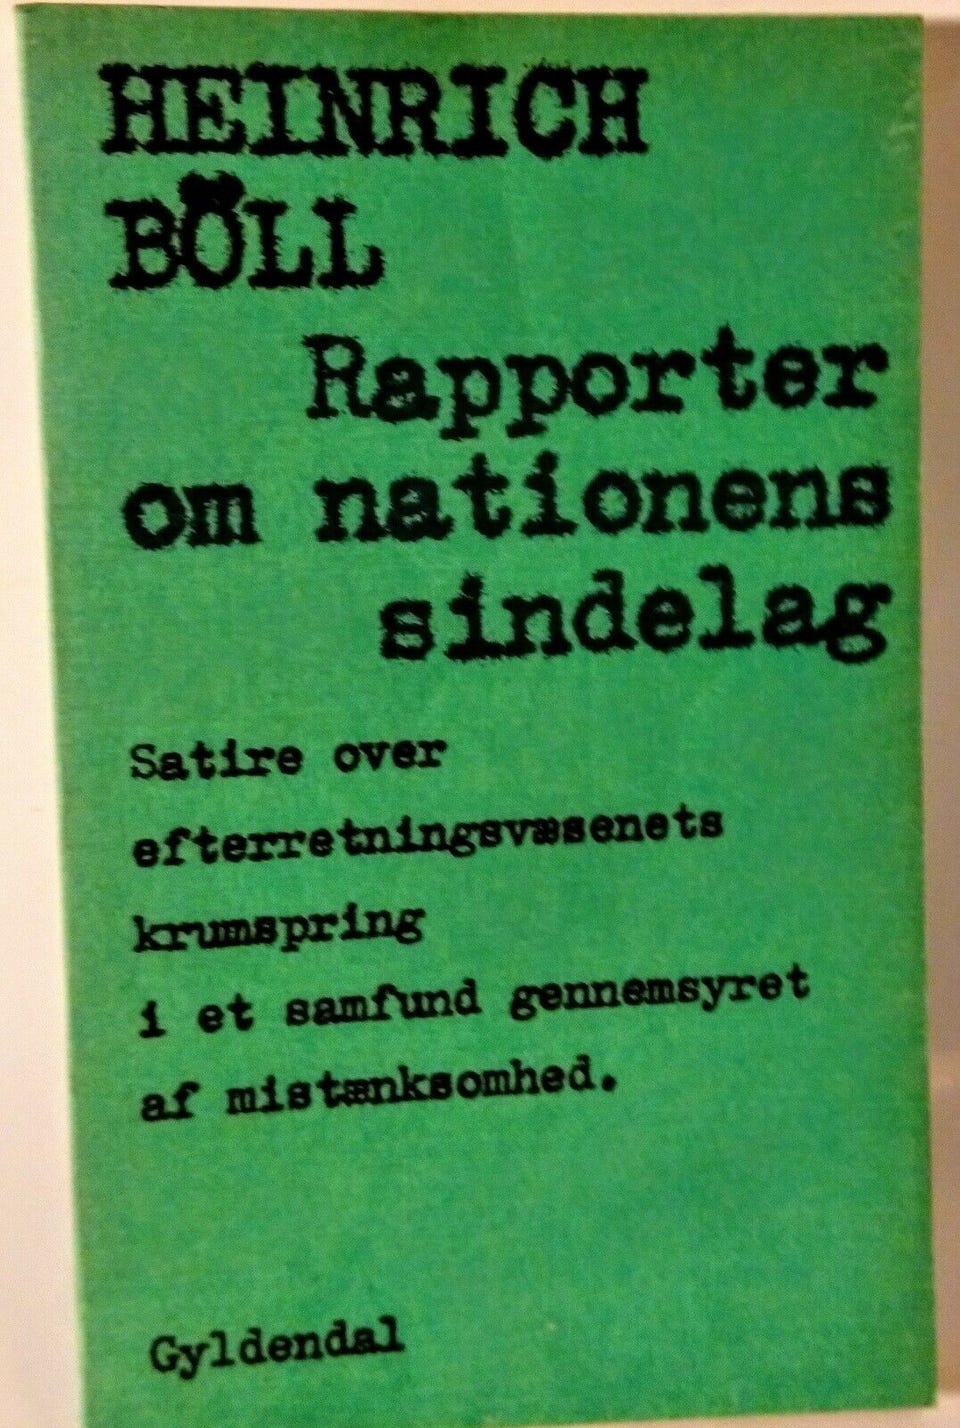 HEINRICH
BÖLL
Rapporter
om nationens
sindelag
Satire over
efterretningsvæsenets
krumspring
i et samfund gennemsyret
af mistænksomhed.
Gyldendal